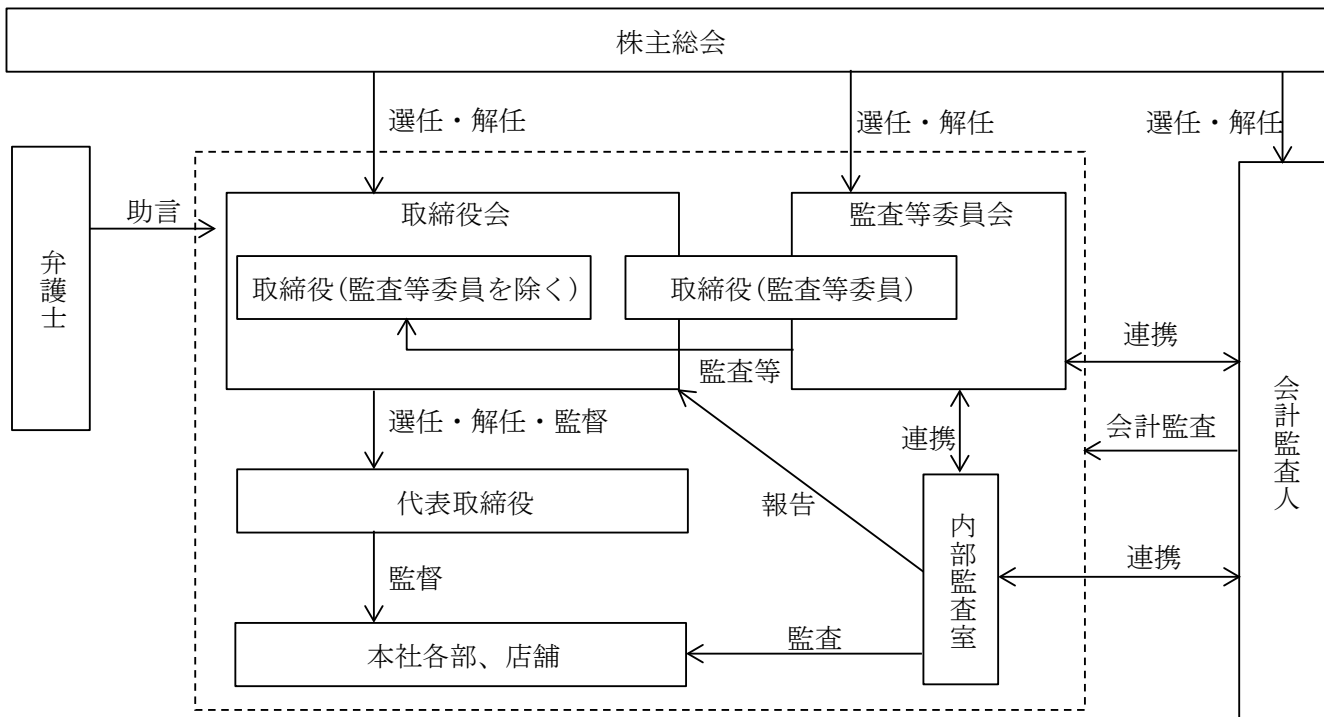 株主総会
選任・解任
選任・解任
選任・解任
弁護士
助言
取締役会
監査等委員会
取締役(監査等委員を除く)
取締役(監査等委員)
監査等
連携
会計監査人
選任・解任・監督
連携
会計監査
代表取締役
報告
内部監査室
連携
監督
本社各部、店舗
監査